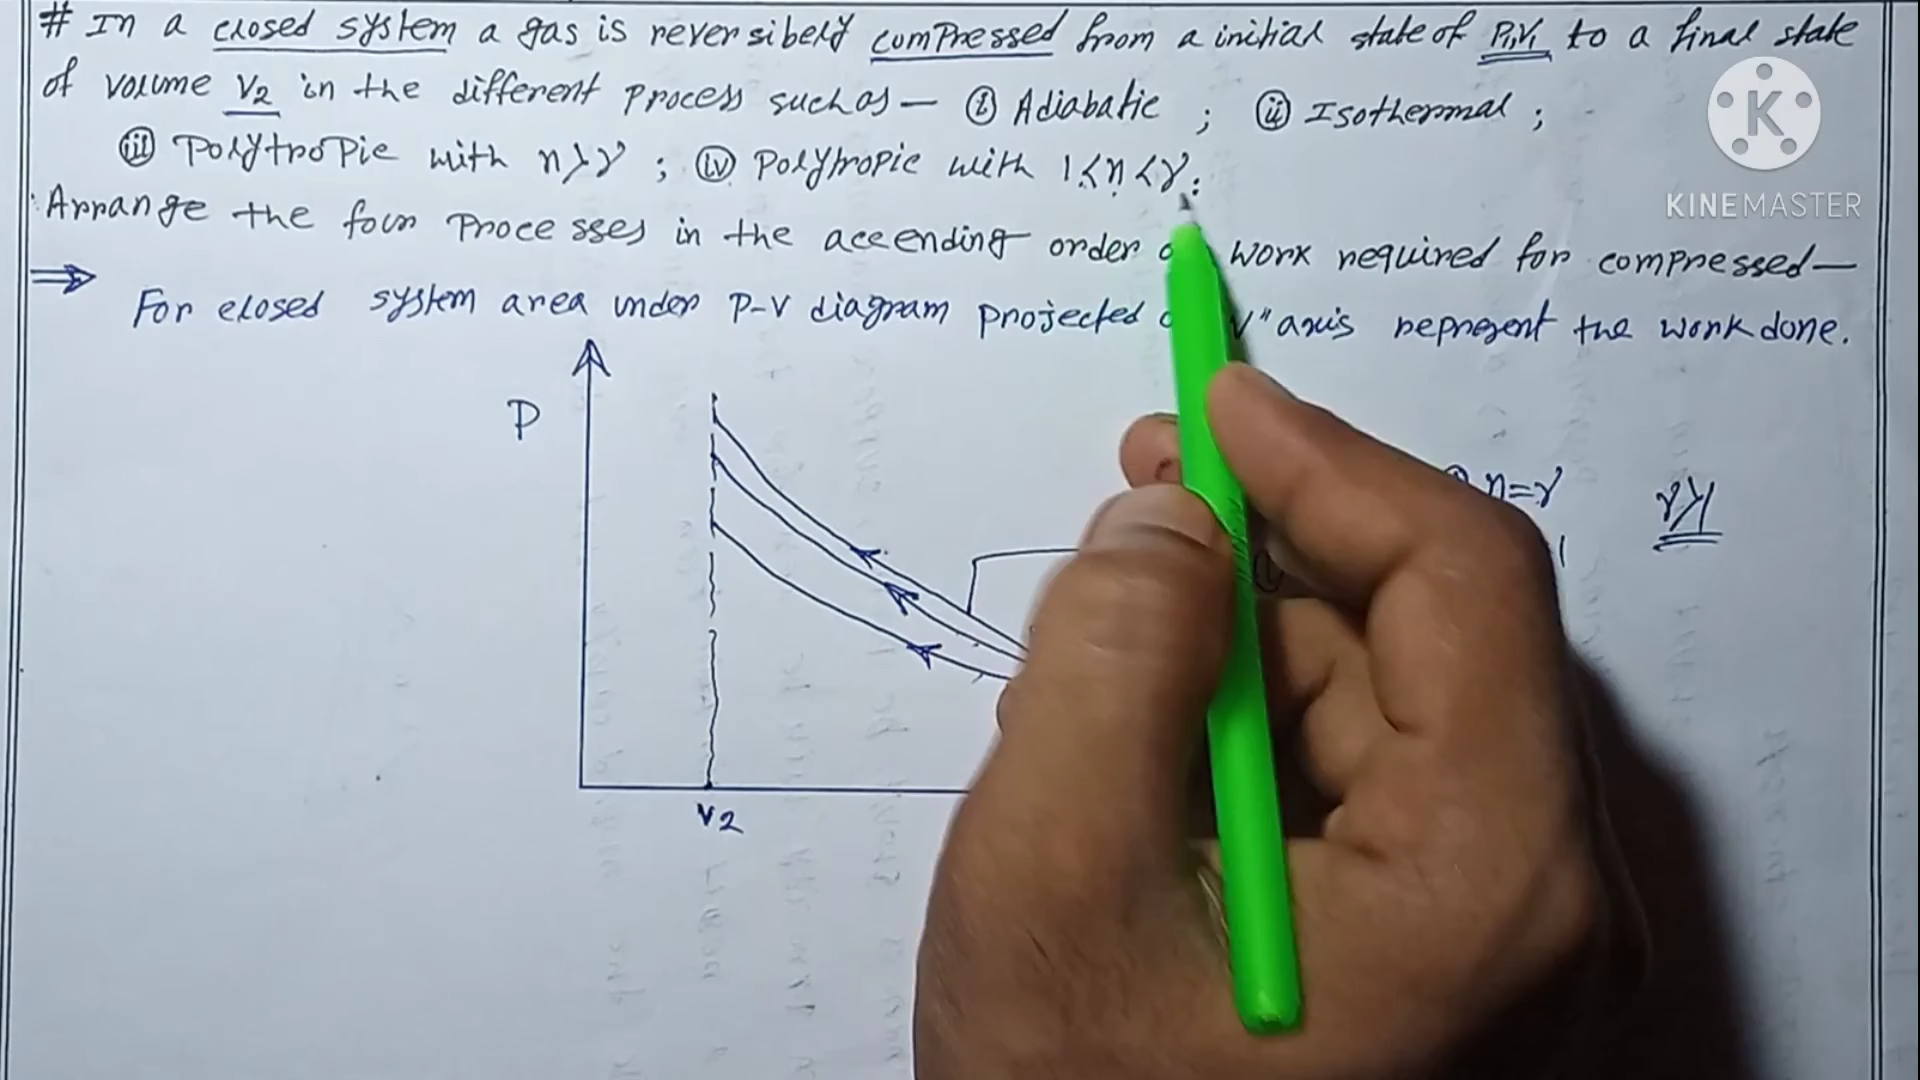 # In a closed system a gas is reversibely compressed from a initial state of P1V1 to a final state
of volume V2 in the different process such as — (i) Adiabatic ; (ii) Isothermal ;
(iii) Polytropic with n>γ ; (iv) Polytropic with 1<n<γ.
Arrange the four processes in the accending order work required for compressed—
⇒ For closed system area under P-V diagram projected "V" axis represent the work done.
P
n=γ
γ>1
V2
K
KINEMASTER